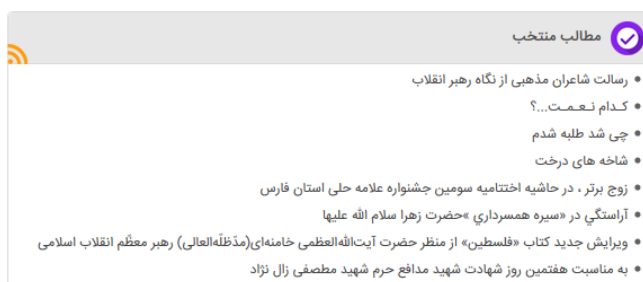 مطالب منتخب
رسالت شاعران مذهبی از نگاه رهبر انقلاب
کـدام نـعـمـت...؟
چی شد طلبه شدم
شاخه های درخت
زوج برتر ، در حاشیه اختتامیه سومین جشنواره علامه حلی استان فارس
آراستگي در «سيره همسرداري »حضرت زهرا سلام الله عليها
ویرایش جدید کتاب «فلسطین» از منظر حضرت آیت‌الله‌العظمی خامنه‌ای(مدّظلّه‌العالی) رهبر معظّم انقلاب اسلامی
به مناسبت هفتمین روز شهادت شهید مدافع حرم شهید مطصفی زال نژاد